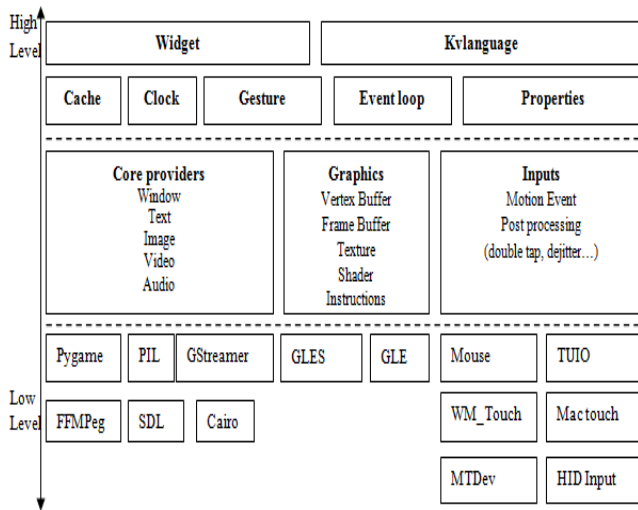 High
Level
Widget
Kvlanguage
Cache
Clock
Gesture
Event loop
Properties
Core providers
Window
Text
Image
Video
Audio
Graphics
Vertex Buffer
Frame Buffer
Texture
Shader
Instructions
Inputs
Motion Event
Post processing
(double tap, dejitter...)
Pygame
PIL
GStreamer
GLES
GLE
Mouse
TUIO
Low
Level
FFMPeg
SDL
Cairo
WM_Touch
Mac touch
MTDev
HID Input